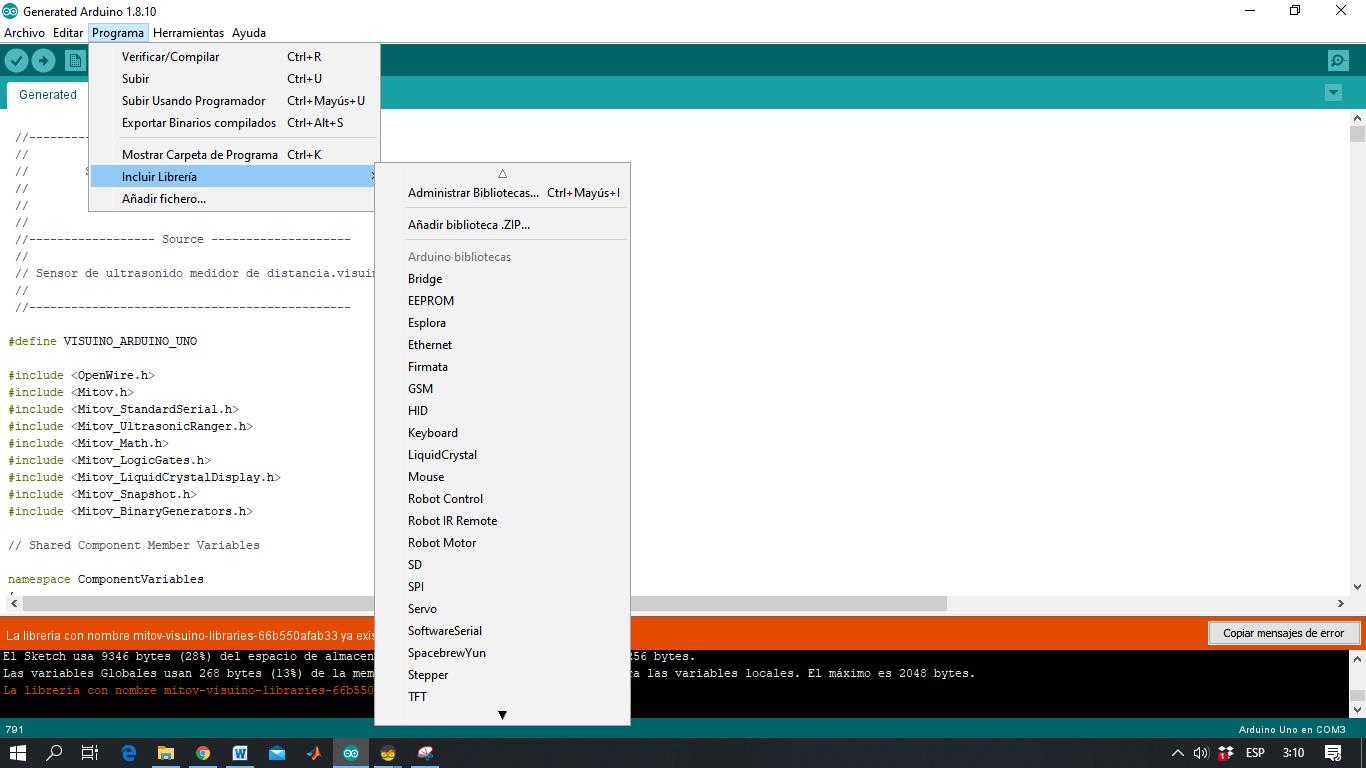 Generated Arduino 1.8.10
Archivo Editar Programa Herramientas Ayuda
Verificar/Compilar Ctrl+R
Subir Ctrl+U
Subir Usando Programador Ctrl+Mayús+U
Exportar Binarios compilados Ctrl+Alt+S
Mostrar Carpeta de Programa Ctrl+K
Incluir Librería
Añadir fichero...
Administrar Bibliotecas... Ctrl+Mayús+I
Añadir biblioteca .ZIP...
Arduino bibliotecas
Bridge
EEPROM
Esplora
Ethernet
Firmata
GSM
HID
Keyboard
LiquidCrystal
Mouse
Robot Control
Robot IR Remote
Robot Motor
SD
SPI
Servo
SoftwareSerial
SpacebrewYun
Stepper
TFT
Generated
//----------
//
//
//
//
//
//------------------ Source --------------------
//
// Sensor de ultrasonido medidor de distancia.visuin
//
//----------------------------------------------
#define VISUINO_ARDUINO_UNO
#include <OpenWire.h>
#include <Mitov.h>
#include <Mitov_StandardSerial.h>
#include <Mitov_UltrasonicRanger.h>
#include <Mitov_Math.h>
#include <Mitov_LogicGates.h>
#include <Mitov_LiquidCrystalDisplay.h>
#include <Mitov_Snapshot.h>
#include <Mitov_BinaryGenerators.h>
// Shared Component Member Variables
namespace ComponentVariables
La libreria con nombre mitov-visuino-libraries-66b550afab33 ya exis
Copiar mensajes de error
El Sketch usa 9346 bytes (28%) del espacio de almacen 256 bytes.
Las variables Globales usan 268 bytes (13%) de la mem ra las variables locales. El máximo es 2048 bytes.
La libreria con nombre mitov-visuino-libraries-66b550
791
Arduino Uno en COM3
ESP 3:10